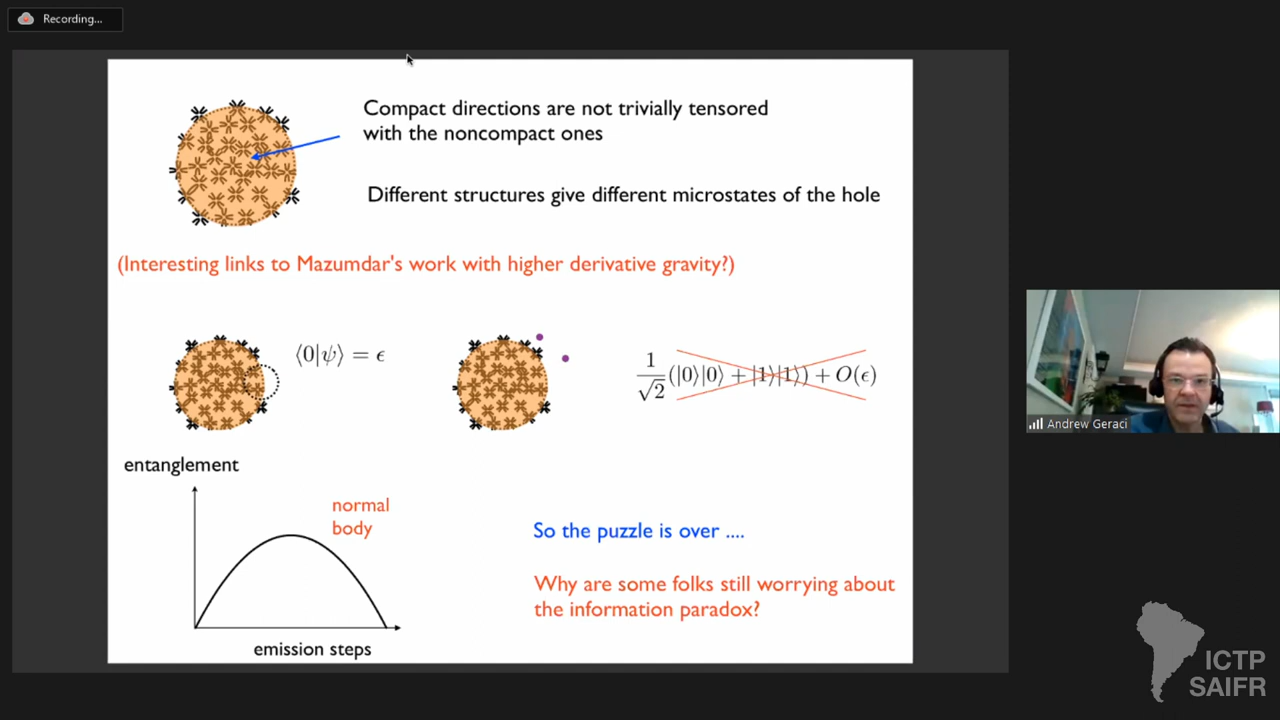 Recording...
Compact directions are not trivially tensored
with the noncompact ones
Different structures give different microstates of the hole
(Interesting links to Mazumdar's work with higher derivative gravity?)
⟨0|ψ⟩ = ϵ
1/√2 (|0⟩|0⟩ + |1⟩|1⟩) + O(ϵ)
entanglement
normal
body
emission steps
So the puzzle is over ....
Why are some folks still worrying about
the information paradox?
Andrew Geraci
ICTP
SAIFR